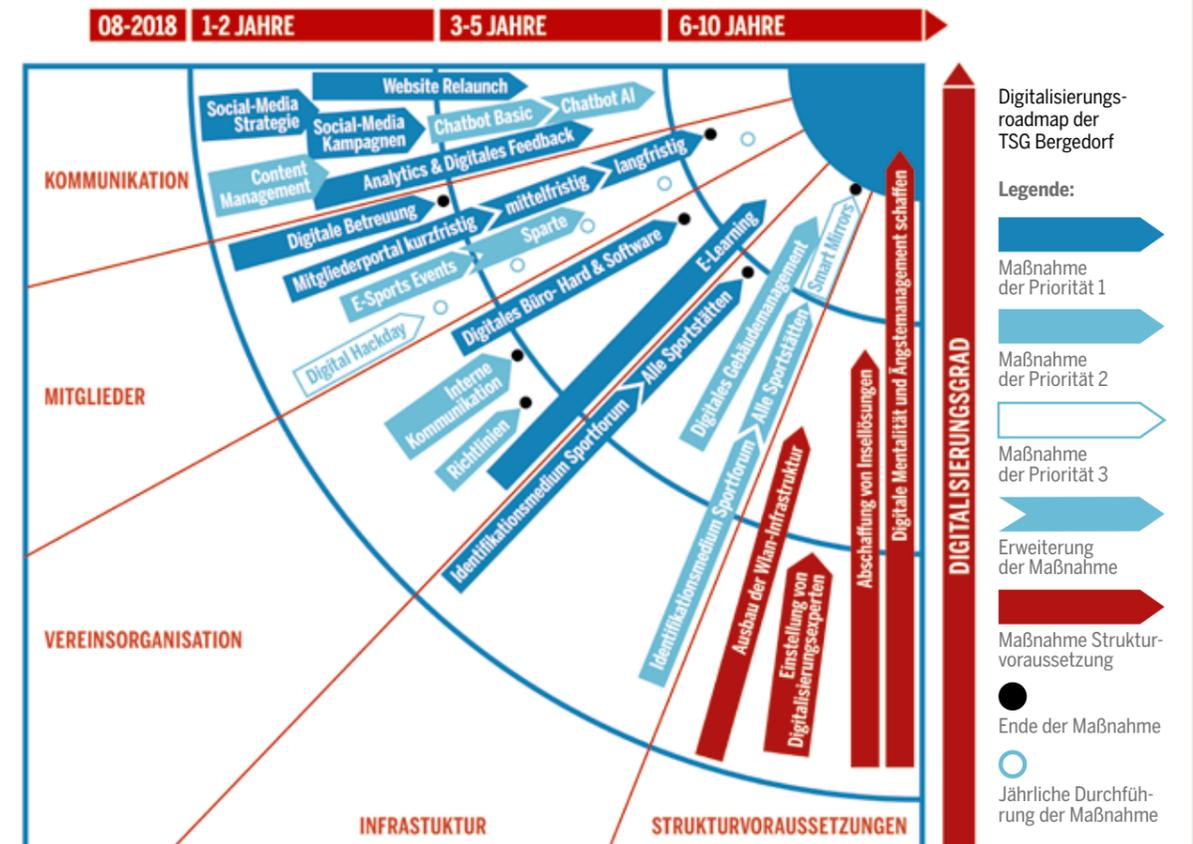 08-2018
1-2 JAHRE
3-5 JAHRE
6-10 JAHRE
KOMMUNIKATION
Social-Media
Strategie
Website Relaunch
Social-Media
Kampagnen
Chatbot Basic
Chatbot AI
Content
Management
Analytics & Digitales Feedback
MITGLIEDER
Digitale Betreuung
Mitgliederportal kurzfristig
mittelfristig
langfristig
E-Sports Events
Sparte
Digital Hackday
VEREINSORGANISATION
Digitales Büro- Hard & Software
Interne
Kommunikation
Richtlinien
E-Learning
INFRASTUKTUR
Identifikationsmedium Sportforum
Alle Sportstätten
Digitales Gebäudemanagement
Smart Mirrors
Identifikationsmedium Sportforum
Alle Sportstätten
STRUKTURVORAUSSETZUNGEN
Ausbau der Wlan-Infrastruktur
Einstellung von
Digitalisierungsexperten
Abschaffung von Insellösungen
Digitale Mentalität und Ängstemanagement schaffen
DIGITALISIERUNGSGRAD
Digitalisierungs-
roadmap der
TSG Bergedorf
Legende:
Maßnahme
der Priorität 1
Maßnahme
der Priorität 2
Maßnahme
der Priorität 3
Erweiterung
der Maßnahme
Maßnahme Struktur-
voraussetzung
Ende der Maßnahme
Jährliche Durchfüh-
rung der Maßnahme